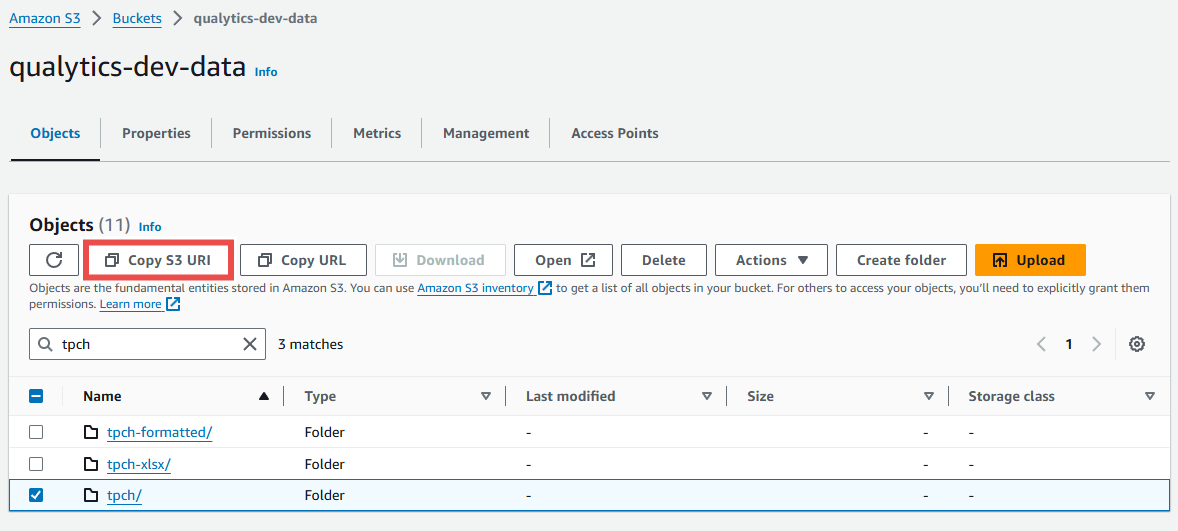 Amazon S3 > Buckets > qualytics-dev-data
qualytics-dev-data Info
Objects Properties Permissions Metrics Management Access Points
Objects (11) Info
Copy S3 URI Copy URL Download Open Delete Actions Create folder Upload
Objects are the fundamental entities stored in Amazon S3. You can use Amazon S3 inventory to get a list of all objects in your bucket. For others to access your objects, you'll need to explicitly grant them
permissions. Learn more
tpch 3 matches 1
Name Type Last modified Size Storage class
tpch-formatted/ Folder - - -
tpch-xlsx/ Folder - - -
tpch/ Folder - - -